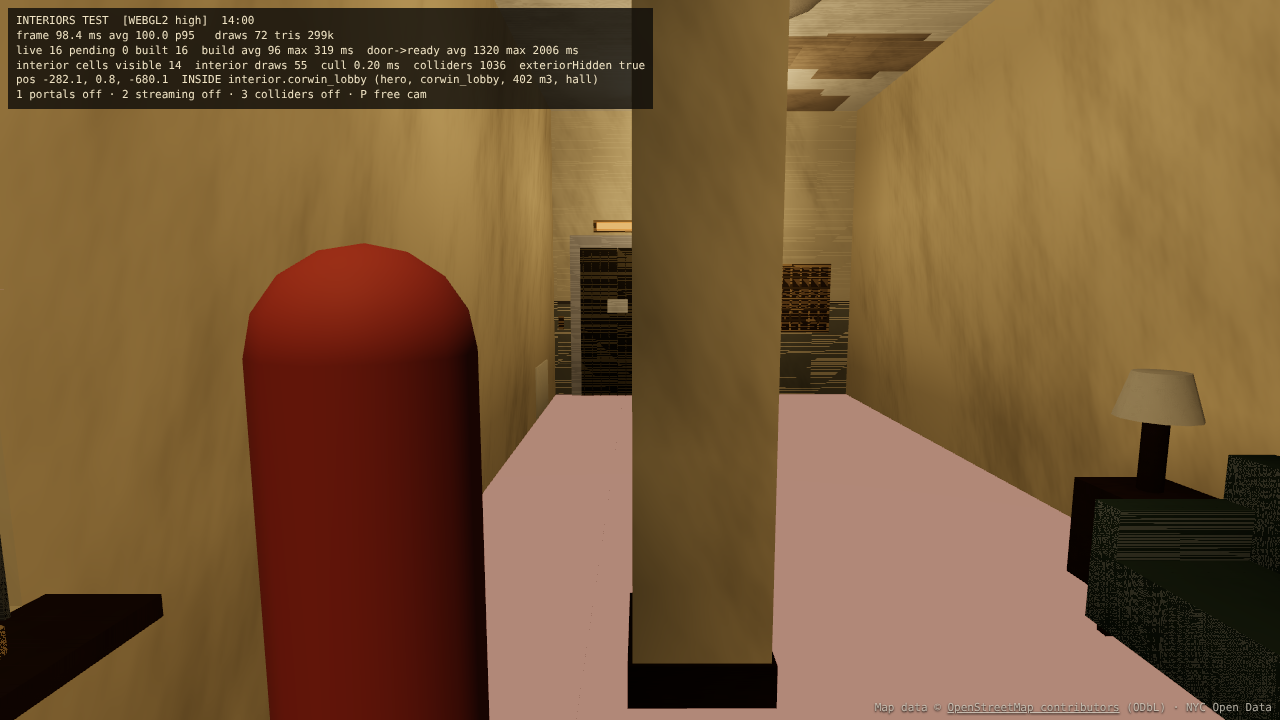 INTERIORS TEST  [WEBGL2 high]  14:00
frame 98.4 ms avg 100.0 p95   draws 72 tris 299k
live 16 pending 0 built 16  build avg 96 max 319 ms  door->ready avg 1320 max 2006 ms
interior cells visible 14  interior draws 55  cull 0.20 ms  colliders 1036  exteriorHidden true
pos -282.1, 0.8, -680.1  INSIDE interior.corwin_lobby (hero, corwin_lobby, 402 m3, hall)
1 portals off · 2 streaming off · 3 colliders off · P free cam
Map data © OpenStreetMap contributors (ODbL) · NYC Open Data